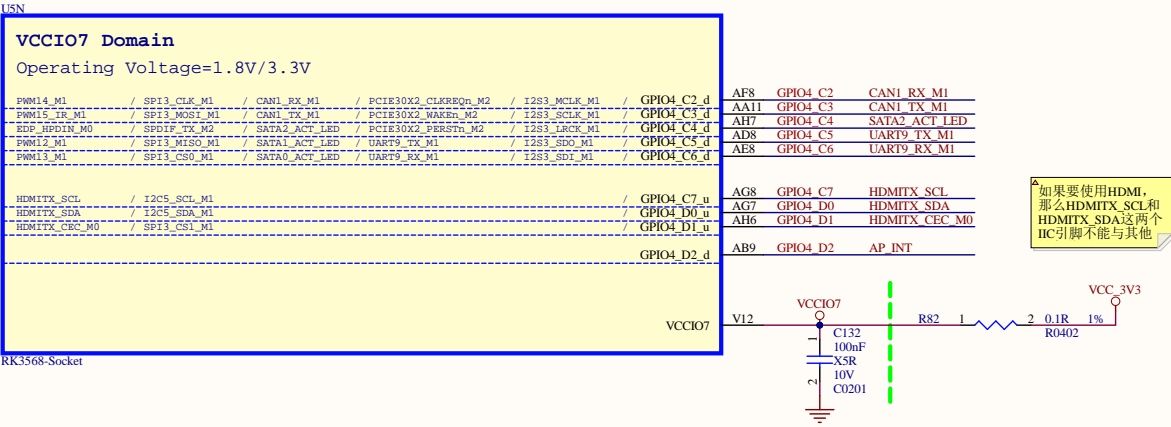 U5N
VCCIO7 Domain
Operating Voltage=1.8V/3.3V
PWM14_M1 / SPI3_CLK_M1 / CAN1_RX_M1 / PCIE30X2_CLKREQn_M2 / I2S3_MCLK_M1 / GPIO4_C2_d AF8 GPIO4_C2 CAN1_RX_M1
PWM15_IR_M1 / SPI3_MOSI_M1 / CAN1_TX_M1 / PCIE30X2_WAKEn_M2 / I2S3_SCLK_M1 / GPIO4_C3_d AA11 GPIO4_C3 CAN1_TX_M1
EDP_HPDIN_M0 / SPDIF_TX_M2 / SATA2_ACT_LED / PCIE30X2_PERSTn_M2 / I2S3_LRCK_M1 / GPIO4_C4_d AH7 GPIO4_C4 SATA2_ACT_LED
PWM12_M1 / SPI3_MISO_M1 / SATA1_ACT_LED / UART9_TX_M1 / I2S3_SDO_M1 / GPIO4_C5_d AD8 GPIO4_C5 UART9_TX_M1
PWM13_M1 / SPI3_CS0_M1 / SATA0_ACT_LED / UART9_RX_M1 / I2S3_SDI_M1 / GPIO4_C6_d AE8 GPIO4_C6 UART9_RX_M1
HDMITX_SCL / I2C5_SCL_M1 / GPIO4_C7_u AG8 GPIO4_C7 HDMITX_SCL
HDMITX_SDA / I2C5_SDA_M1 / GPIO4_D0_u AG7 GPIO4_D0 HDMITX_SDA
HDMITX_CEC_M0 / SPI3_CS1_M1 / GPIO4_D1_u AH6 GPIO4_D1 HDMITX_CEC_M0
GPIO4_D2_d AB9 GPIO4_D2 AP_INT
如果要使用HDMI，
那么HDMITX_SCL和
HDMITX_SDA这两个
IIC引脚不能与其他
VCC_3V3
VCCIO7
VCCIO7 V12 R82 1 2 0.1R 1%
R0402
1 C132
100nF
X5R
10V
2 C0201
RK3568-Socket